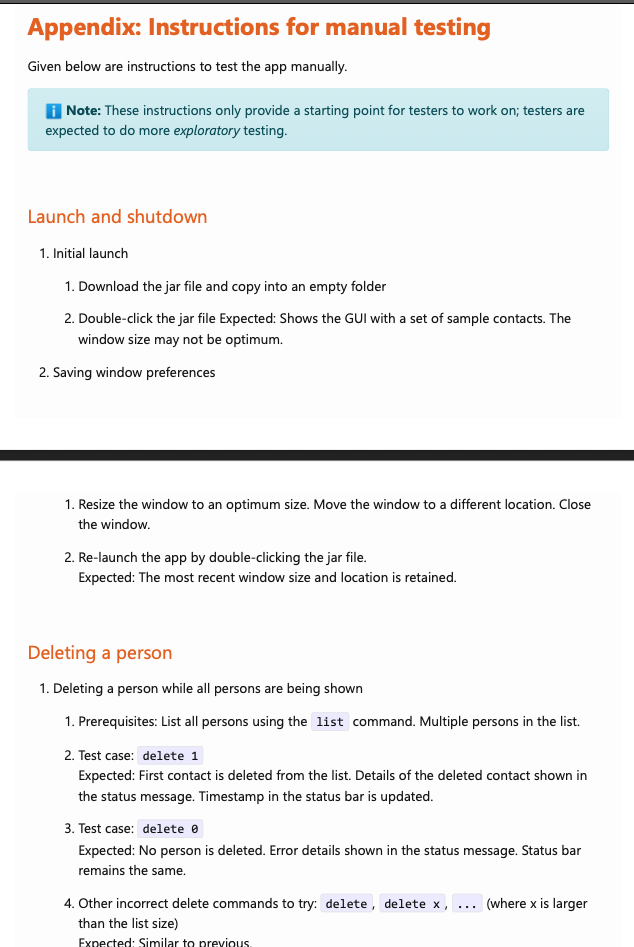 Appendix: Instructions for manual testing
Given below are instructions to test the app manually.
ℹ️ Note: These instructions only provide a starting point for testers to work on; testers are
expected to do more exploratory testing.
Launch and shutdown
1. Initial launch
1. Download the jar file and copy into an empty folder
2. Double-click the jar file Expected: Shows the GUI with a set of sample contacts. The
window size may not be optimum.
2. Saving window preferences
1. Resize the window to an optimum size. Move the window to a different location. Close
the window.
2. Re-launch the app by double-clicking the jar file.
Expected: The most recent window size and location is retained.
Deleting a person
1. Deleting a person while all persons are being shown
1. Prerequisites: List all persons using the list command. Multiple persons in the list.
2. Test case: delete 1
Expected: First contact is deleted from the list. Details of the deleted contact shown in
the status message. Timestamp in the status bar is updated.
3. Test case: delete 0
Expected: No person is deleted. Error details shown in the status message. Status bar
remains the same.
4. Other incorrect delete commands to try: delete, delete x, ... (where x is larger
than the list size)
Expected: Similar to previous.